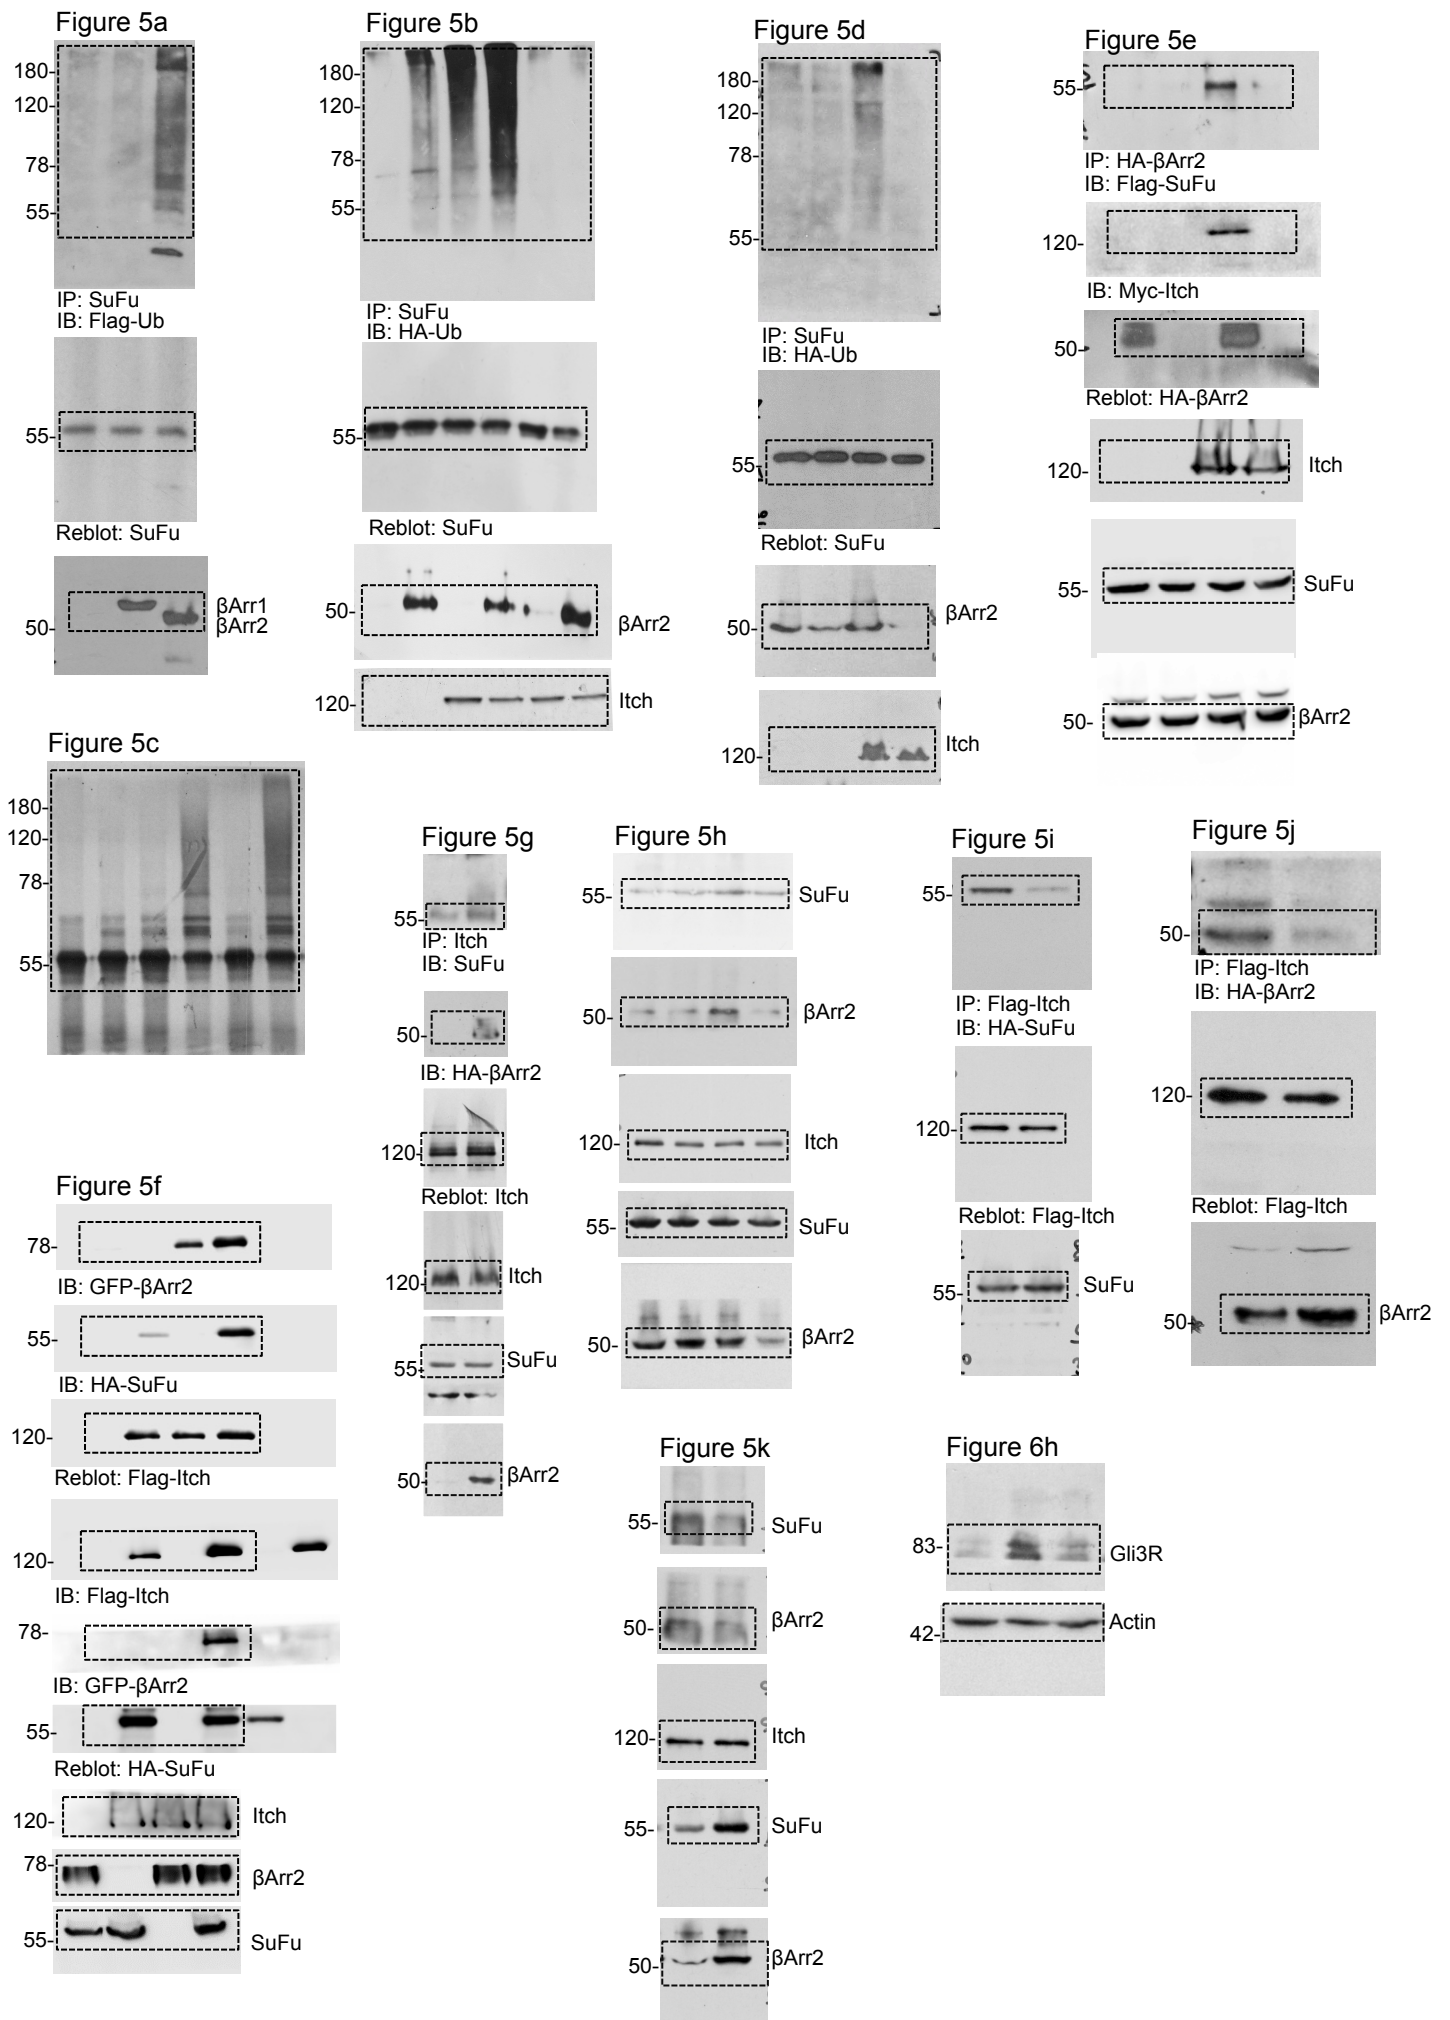 Figure 5a
180-
120-
78-
55-
IP: SuFu
IB: Flag-Ub
55-
Reblot: SuFu
βArr1
βArr2
50-
Figure 5b
180-
120-
78-
55-
IP: SuFu
IB: HA-Ub
55-
Reblot: SuFu
50-
βArr2
120-
Itch
Figure 5d
180-
120-
78-
55-
IP: SuFu
IB: HA-Ub
55-
Reblot: SuFu
50-
βArr2
120-
Itch
Figure 5e
55-
IP: HA-βArr2
IB: Flag-SuFu
120-
IB: Myc-Itch
50-
Reblot: HA-βArr2
120-
Itch
55-
SuFu
50-
βArr2
Figure 5c
180-
120-
78-
55-
Figure 5g
55-
IP: Itch
IB: SuFu
50-
IB: HA-βArr2
120-
Reblot: Itch
120-
Itch
55-
SuFu
50-
βArr2
Figure 5h
55-
SuFu
50-
βArr2
120-
Itch
55-
SuFu
50-
βArr2
Figure 5i
55-
IP: Flag-Itch
IB: HA-SuFu
120-
Reblot: Flag-Itch
55-
SuFu
Figure 5j
50-
IP: Flag-Itch
IB: HA-βArr2
120-
Reblot: Flag-Itch
50-
βArr2
Figure 5f
78-
IB: GFP-βArr2
55-
IB: HA-SuFu
120-
Reblot: Flag-Itch
120-
IB: Flag-Itch
78-
IB: GFP-βArr2
55-
Reblot: HA-SuFu
120-
Itch
78-
βArr2
55-
SuFu
Figure 5k
55-
SuFu
50-
βArr2
120-
Itch
55-
SuFu
50-
βArr2
Figure 6h
83-
Gli3R
42-
Actin